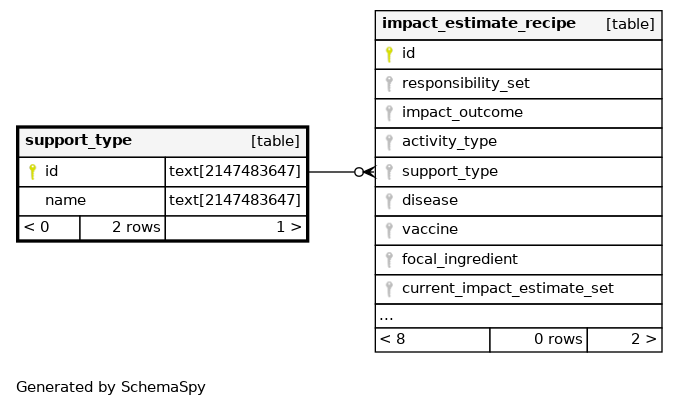 support_type [table]
id text[2147483647]
name text[2147483647]
< 0 2 rows 1 >
impact_estimate_recipe [table]
id
responsibility_set
impact_outcome
activity_type
support_type
disease
vaccine
focal_ingredient
current_impact_estimate_set
...
< 8 0 rows 2 >
Generated by SchemaSpy